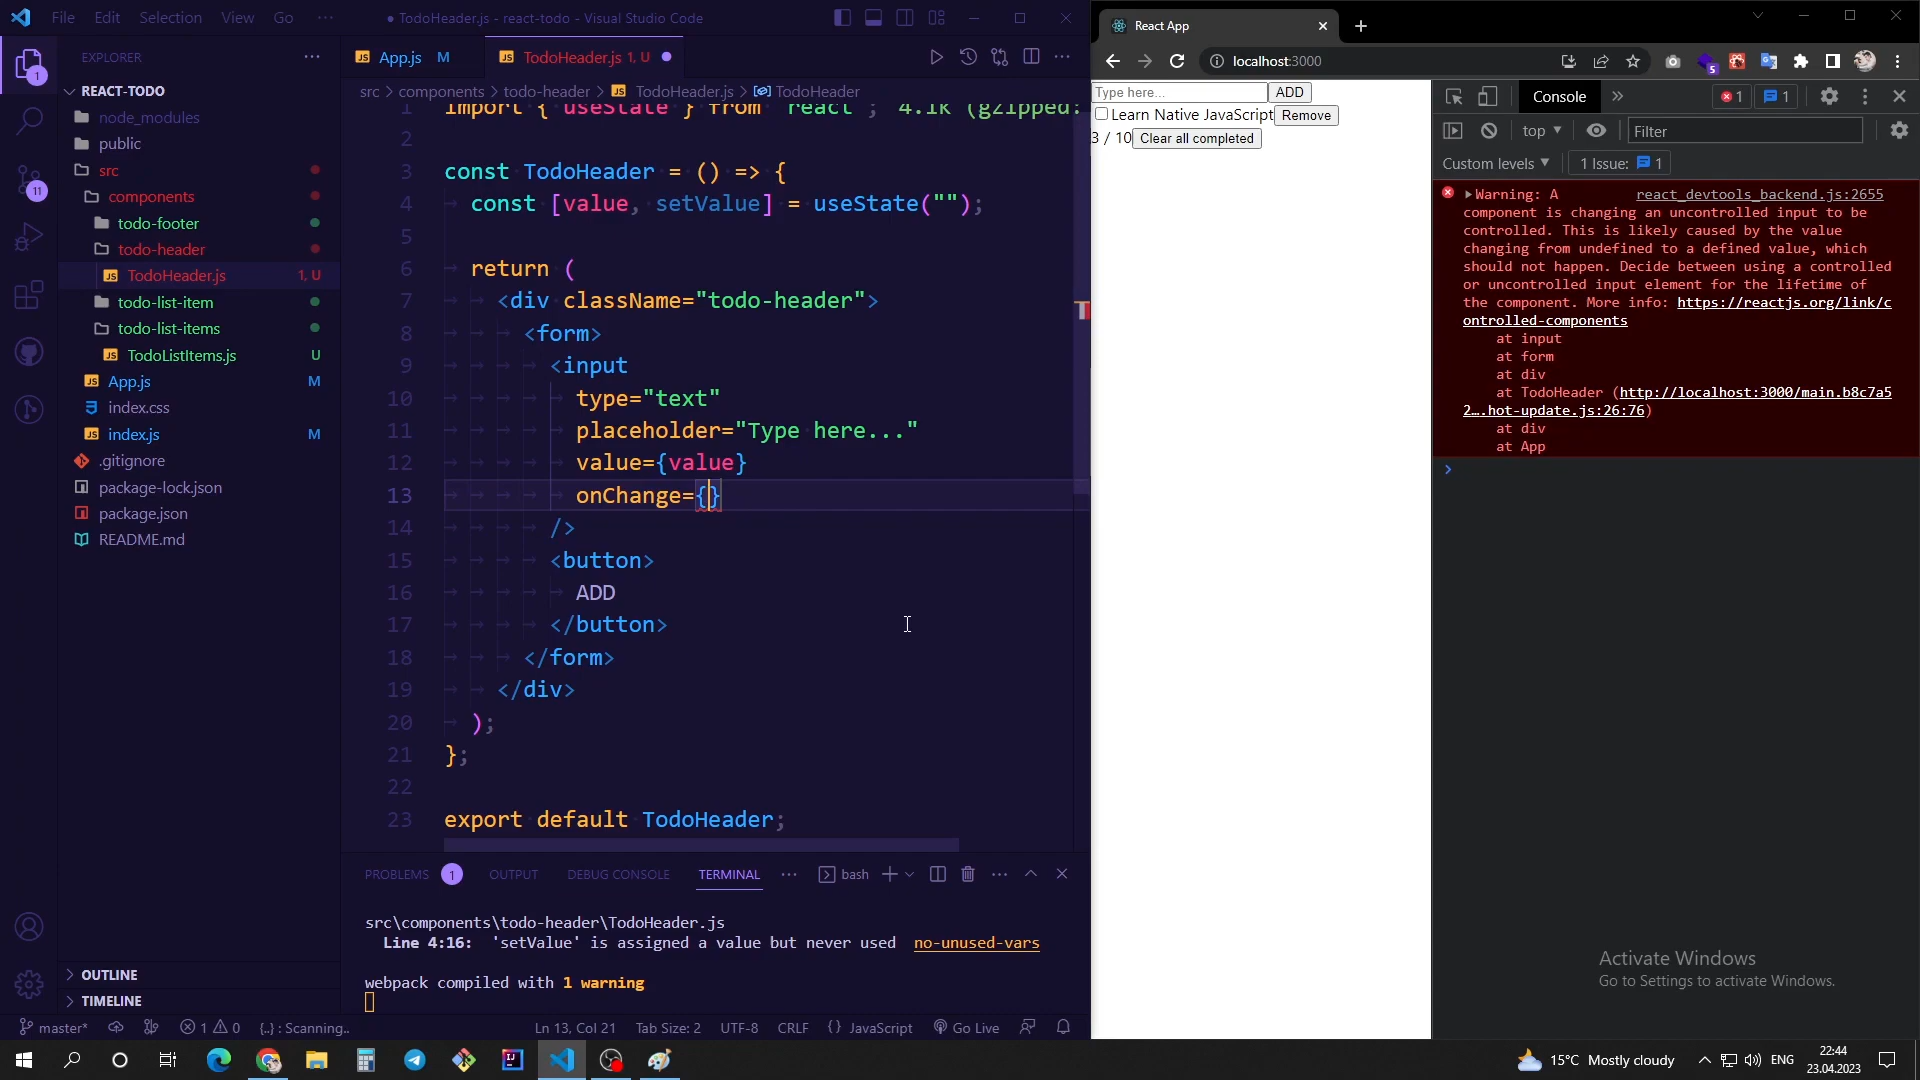 File Edit Selection View Go ··· ● TodoHeader.js - react-todo - Visual Studio Code
EXPLORER ···
REACT-TODO
node_modules
public
src
components
todo-footer
todo-header
TodoHeader.js 1, U
todo-list-item
todo-list-items
TodoListItems.js U
App.js M
index.css
index.js M
.gitignore
package-lock.json
package.json
README.md
OUTLINE
TIMELINE
1
11
App.js M
TodoHeader.js 1, U
src > components > todo-header > TodoHeader.js > TodoHeader
1 import { useState } from "react"; 4.1k (gzipped:
2
3 const TodoHeader = () => {
4 const [value, setValue] = useState("");
5
6 return (
7 <div className="todo-header">
8 <form>
9 <input
10 type="text"
11 placeholder="Type here..."
12 value={value}
13 onChange={}
14 />
15 <button>
16 ADD
17 </button>
18 </form>
19 </div>
20 );
21 };
22
23 export default TodoHeader;
PROBLEMS 1 OUTPUT DEBUG CONSOLE TERMINAL ··· bash
src\components\todo-header\TodoHeader.js
Line 4:16: 'setValue' is assigned a value but never used no-unused-vars
webpack compiled with 1 warning
master* 1 0 {..} : Scanning.. Ln 13, Col 21 Tab Size: 2 UTF-8 CRLF {} JavaScript Go Live
React App
localhost:3000
5
Type here... ADD
Learn Native JavaScript Remove
3 / 10 Clear all completed
Console » 1 1
top ▼ Filter
Custom levels ▼ 1 Issue: 1
Warning: A react_devtools_backend.js:2655
component is changing an uncontrolled input to be
controlled. This is likely caused by the value
changing from undefined to a defined value, which
should not happen. Decide between using a controlled
or uncontrolled input element for the lifetime of
the component. More info: https://reactjs.org/link/c
ontrolled-components
at input
at form
at div
at TodoHeader (http://localhost:3000/main.b8c7a5
2….hot-update.js:26:76)
at div
at App
Activate Windows
Go to Settings to activate Windows.
15°C Mostly cloudy ENG 22:44
23.04.2023